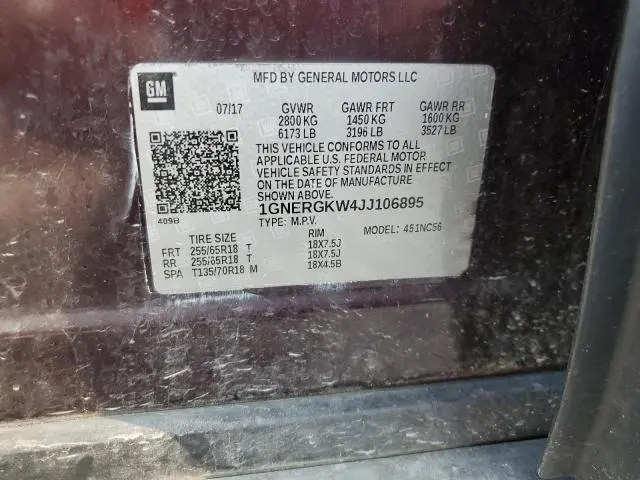 GM
MFD BY GENERAL MOTORS LLC
07/17 GVWR GAWR FRT GAWR RR
2800 KG 1450 KG 1600 KG
6173 LB 3196 LB 3527 LB
THIS VEHICLE CONFORMS TO ALL
APPLICABLE U.S. FEDERAL MOTOR
VEHICLE SAFETY STANDARDS IN EFFECT
ON THE DATE OF MANUFACTURE
SHOWN ABOVE.
409B
1GNERGKW4JJ106895
TYPE: M.P.V. MODEL: 451NC56
TIRE SIZE RIM
FRT 255/65R18 T 18X7.5J
RR 255/65R18 T 18X7.5J
SPA T135/70R18 M 18X4.5B